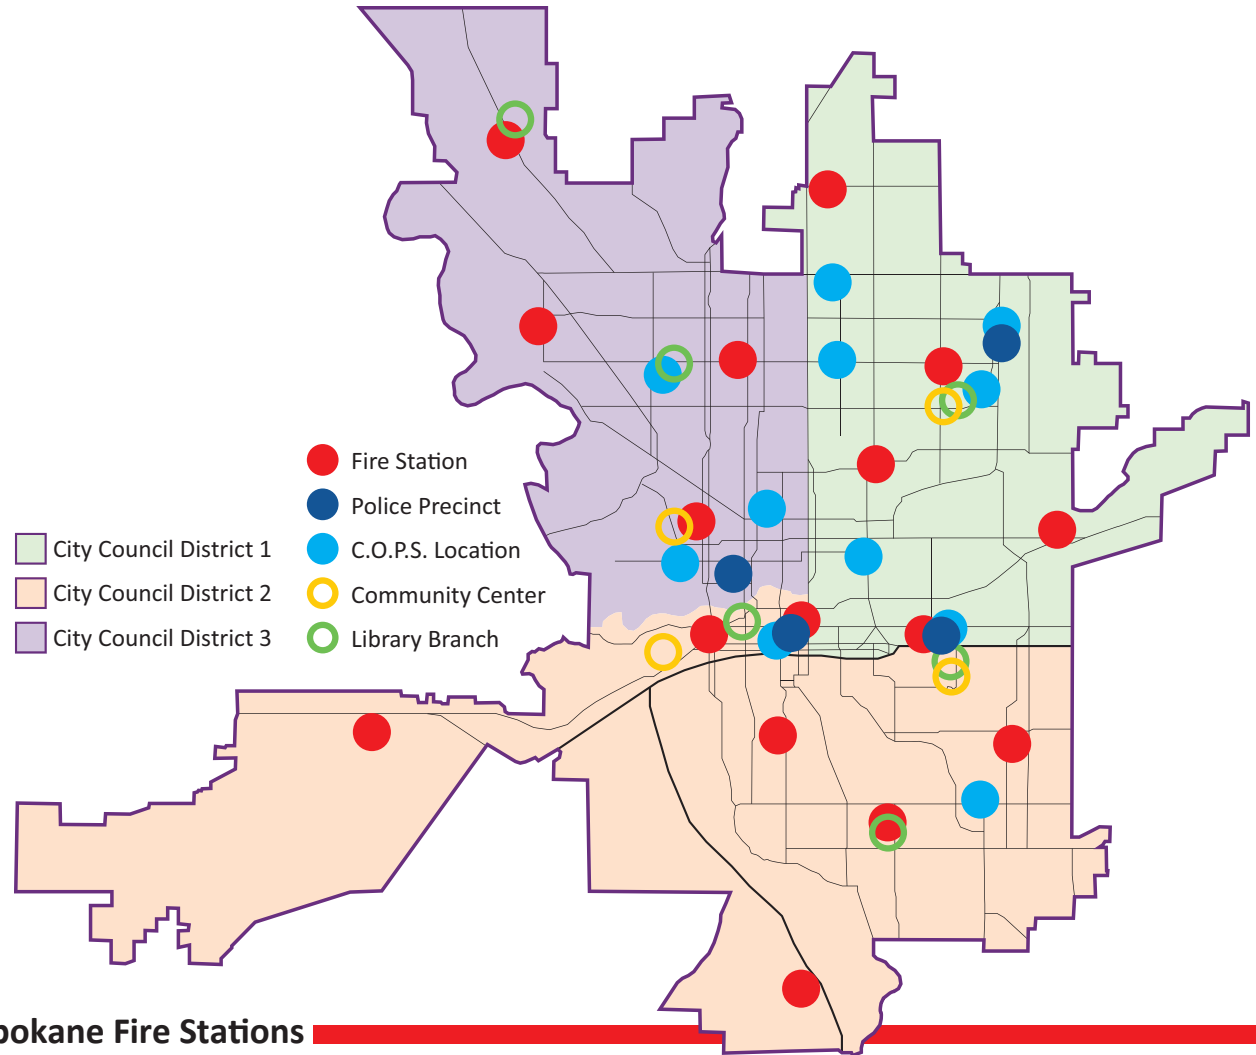 Fire Station
Police Precinct
C.O.P.S. Location
Community Center
Library Branch
City Council District 1
City Council District 2
City Council District 3
pokane Fire Stations